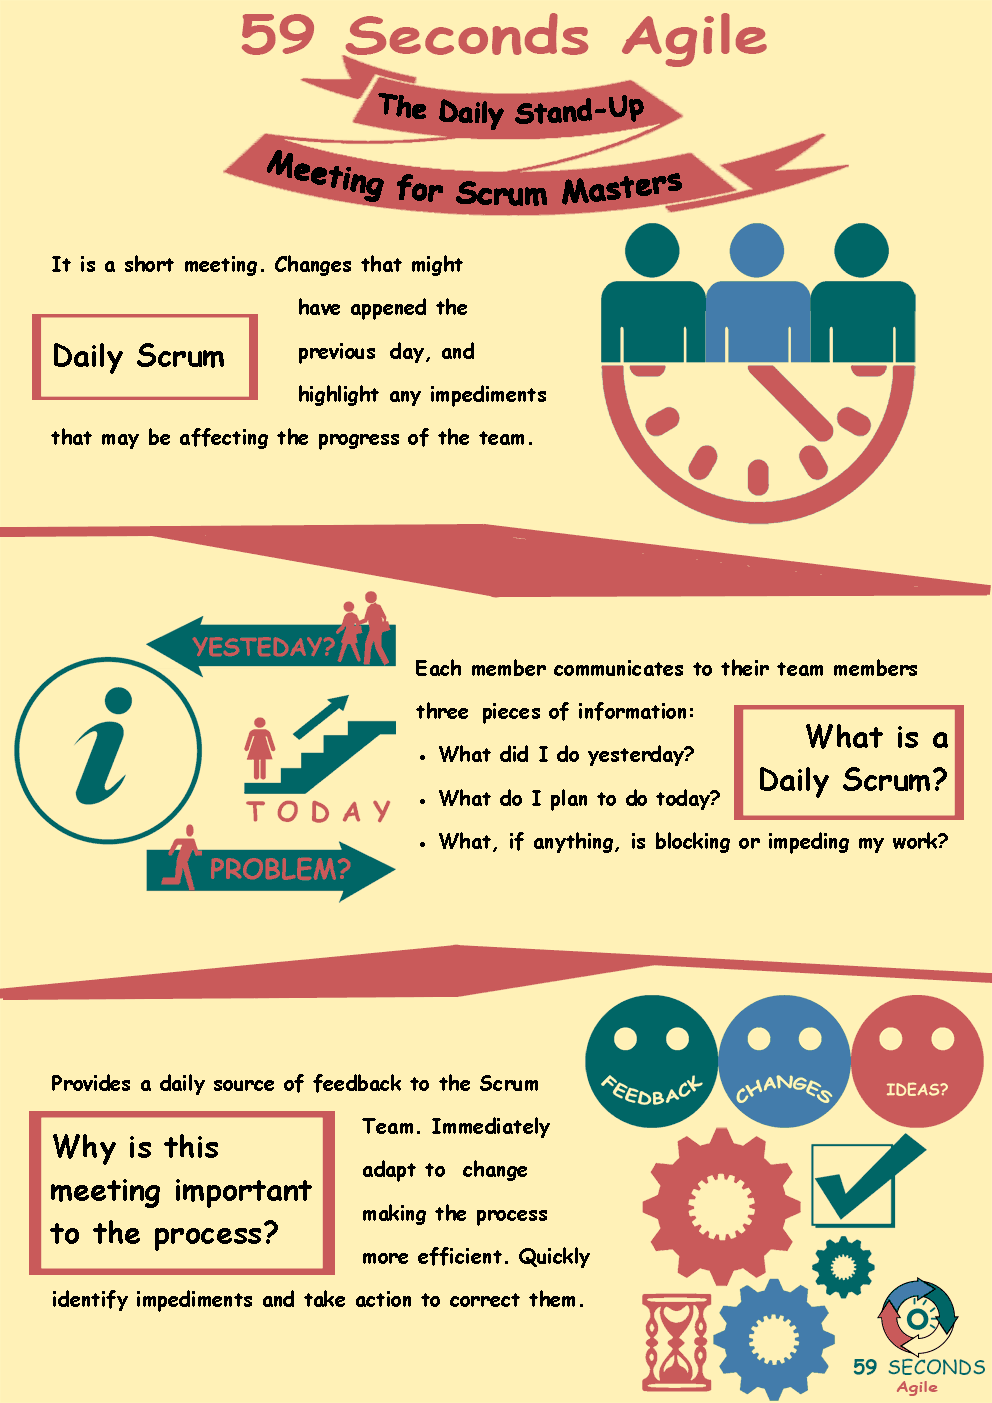 59 Seconds Agile
The Daily Stand-Up
Meeting for Scrum Masters
It is a short meeting. Changes that might
have appened the
Daily Scrum
previous day, and
highlight any impediments
that may be affecting the progress of the team.
YESTEDAY?
TODAY
PROBLEM?
Each member communicates to their team members
three pieces of information:
What is a
Daily Scrum?
• What did I do yesterday?
• What do I plan to do today?
• What, if anything, is blocking or impeding my work?
FEEDBACK
CHANGES
IDEAS?
Provides a daily source of feedback to the Scrum
Why is this
meeting important
to the process?
Team. Immediately
adapt to change
making the process
more efficient. Quickly
identify impediments and take action to correct them.
59 SECONDS
Agile